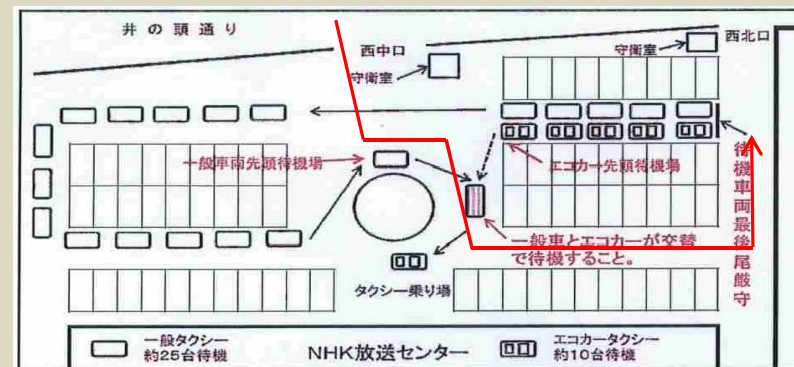 井の頭通り
西中口
守衛室
守衛室
西北口
一般車両先頭待機場
エコカー先頭待機場
待機車両最後尾厳守
一般車とエコカーが交替
で待機すること。
タクシー乗り場
一般タクシー
約25台待機
NHK放送センター
エコカータクシー
約10台待機